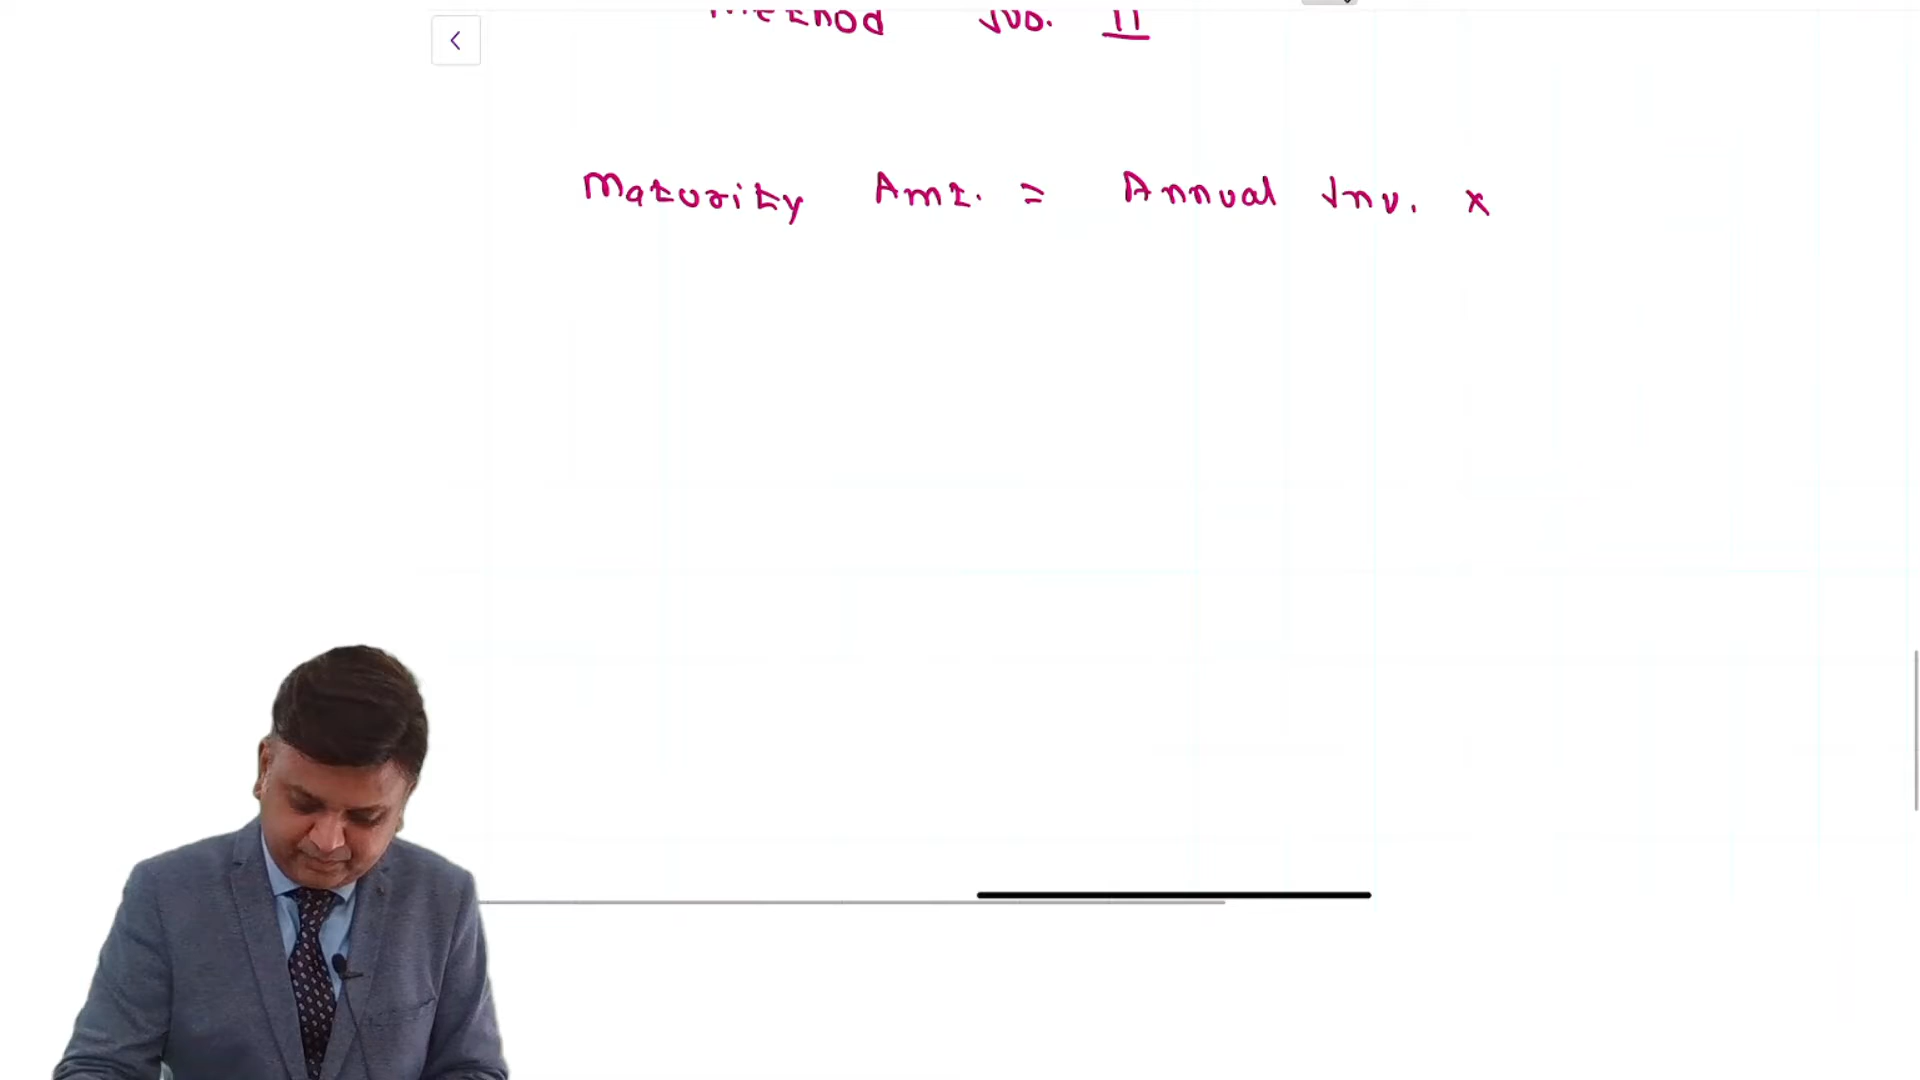 Method No. II
Maturity Amt. = Annual Inv. x